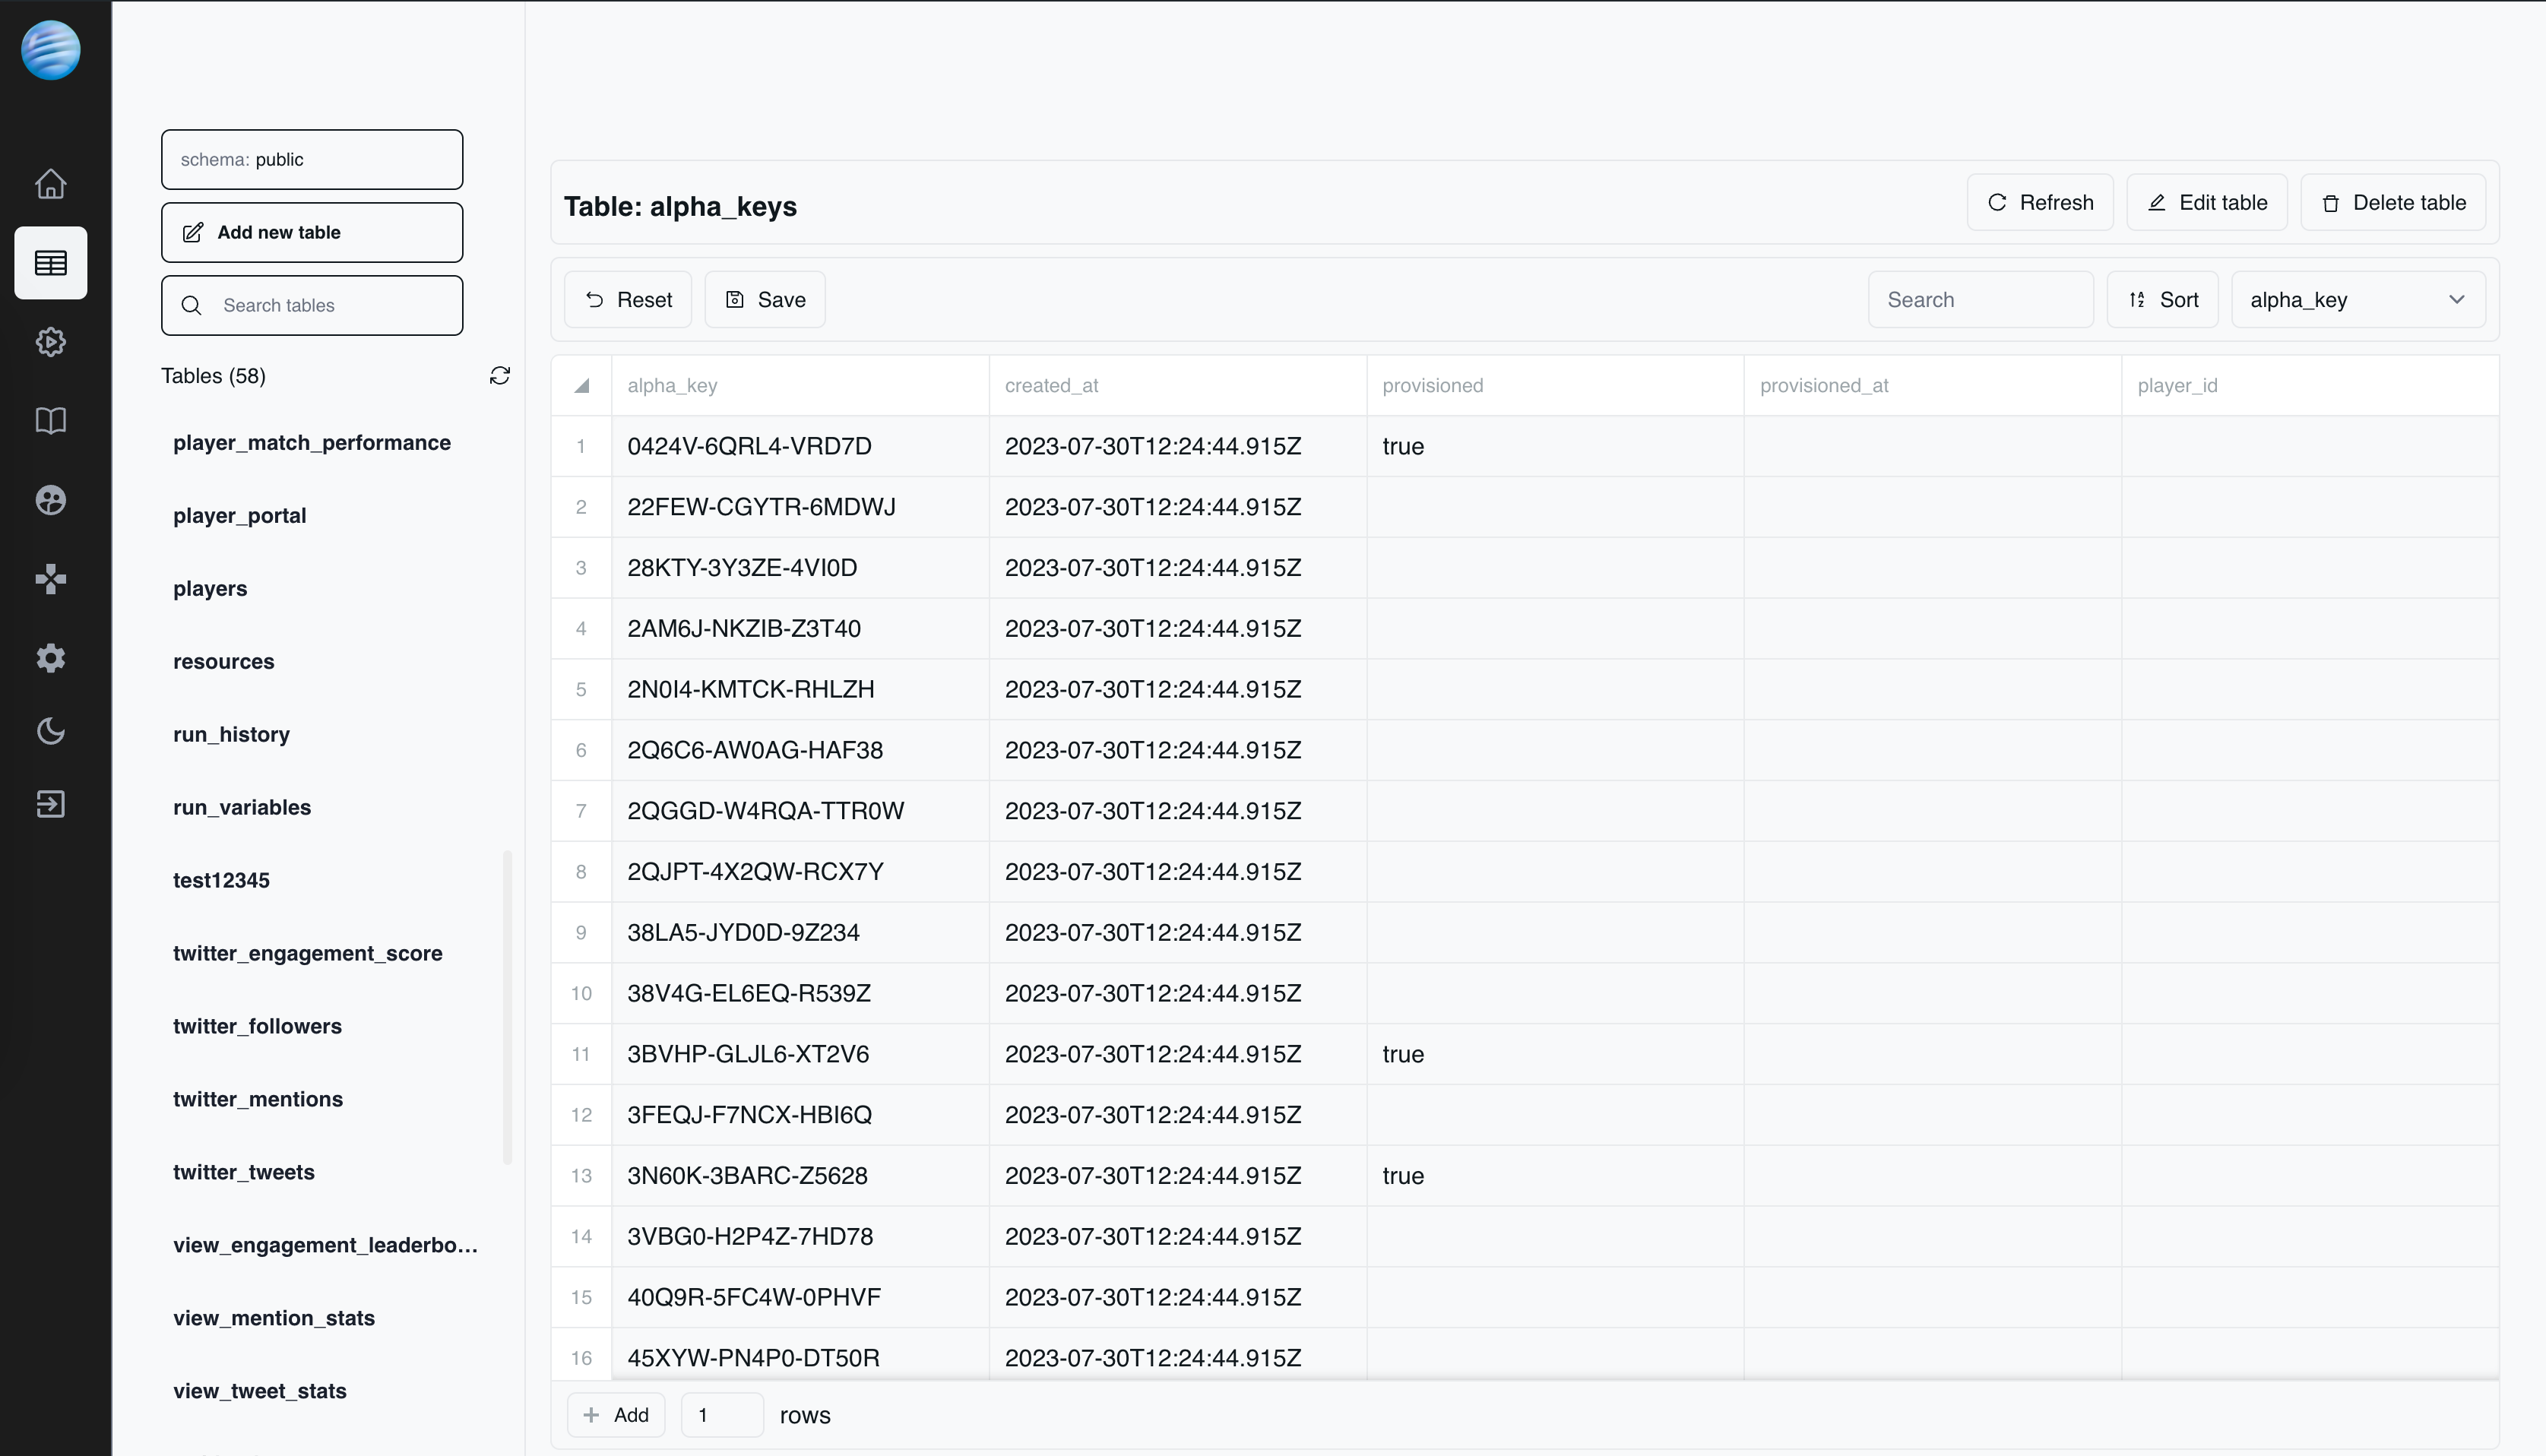 schema: public
Add new table
Search tables
Tables (58)
player_match_performance
player_portal
players
resources
run_history
run_variables
test12345
twitter_engagement_score
twitter_followers
twitter_mentions
twitter_tweets
view_engagement_leaderbo...
view_mention_stats
view_tweet_stats
Table: alpha_keys
Refresh Edit table Delete table
Reset Save Search Sort alpha_key
alpha_key created_at provisioned provisioned_at player_id
1 0424V-6QRL4-VRD7D 2023-07-30T12:24:44.915Z true
2 22FEW-CGYTR-6MDWJ 2023-07-30T12:24:44.915Z
3 28KTY-3Y3ZE-4VI0D 2023-07-30T12:24:44.915Z
4 2AM6J-NKZIB-Z3T40 2023-07-30T12:24:44.915Z
5 2N0I4-KMTCK-RHLZH 2023-07-30T12:24:44.915Z
6 2Q6C6-AW0AG-HAF38 2023-07-30T12:24:44.915Z
7 2QGGD-W4RQA-TTR0W 2023-07-30T12:24:44.915Z
8 2QJPT-4X2QW-RCX7Y 2023-07-30T12:24:44.915Z
9 38LA5-JYD0D-9Z234 2023-07-30T12:24:44.915Z
10 38V4G-EL6EQ-R539Z 2023-07-30T12:24:44.915Z
11 3BVHP-GLJL6-XT2V6 2023-07-30T12:24:44.915Z true
12 3FEQJ-F7NCX-HBI6Q 2023-07-30T12:24:44.915Z
13 3N60K-3BARC-Z5628 2023-07-30T12:24:44.915Z true
14 3VBG0-H2P4Z-7HD78 2023-07-30T12:24:44.915Z
15 40Q9R-5FC4W-0PHVF 2023-07-30T12:24:44.915Z
16 45XYW-PN4P0-DT50R 2023-07-30T12:24:44.915Z
Add 1 rows